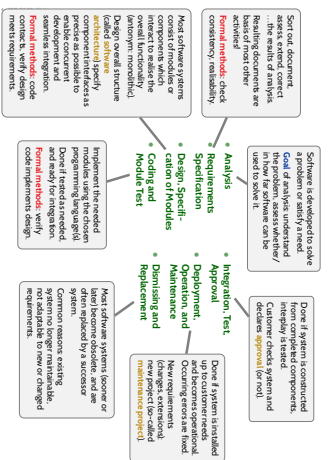 Software is developed to solve
a problem or satisfy a need.
Goal of analysis: understand
the problem, assess whether/
in how far software can be
used to solve it.
Done if system is constructed
from completed components,
interplay is tested.
Customer checks system and
declares approval (or not).
Sort out, document,
assess, extend, correct
... the results of analysis.
Resulting documents are
basis of most other
activities!
Formal methods: check
consistency, realisability.
• Analysis
• Requirements
Specification
• Design, Specifi-
cation of Modules
• Coding and
Module Test
• Integration, Test,
Approval
• Deployment,
Operation, and
Maintenance
• Dismissing and
Replacement
Done if system is installed
up to customer needs
and becomes operational.
Occurring errors are fixed.
New requirements
(changes, extensions):
new project (so-called
maintenance project).
Most software systems
consist of modules or
components which
interact to realise the
overall functionality
(antonym: monolithic).
Design overall structure
(called software
architecture); specify
component interfaces as
precise as possible to
enable concurrent
development and
seamless integration.
Formal methods: code
contracts, verify design
meets requirements.
Implement the needed
modules using the chosen
programming language(s).
Done if tested as needed,
and ready for integration.
Formal methods: verify
code implements design.
Most software systems (sooner or
later) become obsolete, and are
often replaced by a successor
system.
Common reasons: existing
system no longer maintainable,
not adaptable to new or changed
requirements.